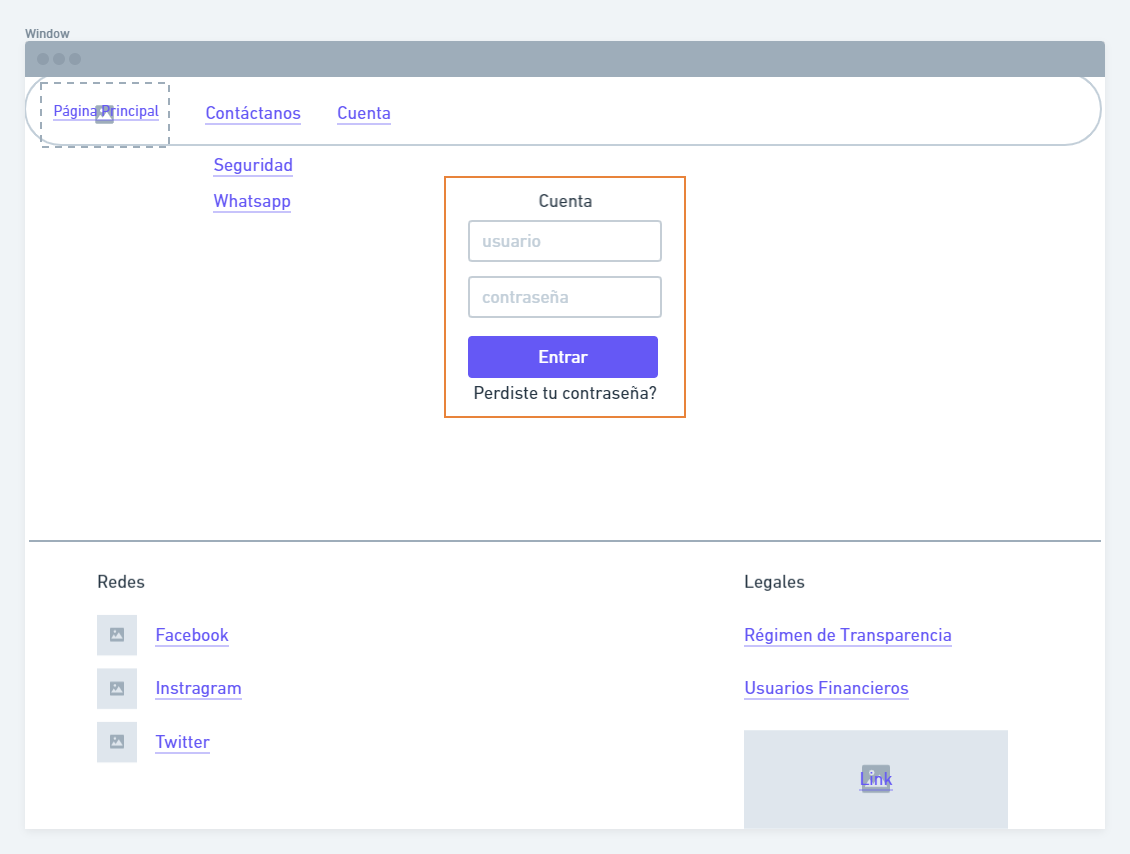 Window
Página Principal
Contáctanos
Cuenta
Seguridad
Whatsapp
Cuenta
usuario
contraseña
Entrar
Perdiste tu contraseña?
Redes
Facebook
Instragram
Twitter
Legales
Régimen de Transparencia
Usuarios Financieros
Link